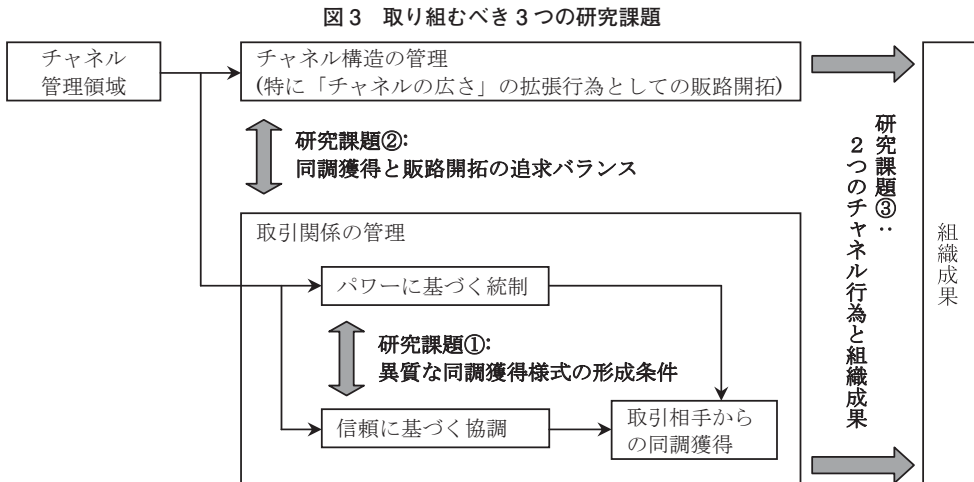 図3 取り組むべき3つの研究課題
チャネル
管理領域
チャネル構造の管理
(特に「チャネルの広さ」の拡張行為としての販路開拓)
研究課題②:
同調獲得と販路開拓の追求バランス
取引関係の管理
パワーに基づく統制
研究課題①:
異質な同調獲得様式の形成条件
信頼に基づく協調
取引相手から
の同調獲得
研究課題③:
2つのチャネル行為と組織成果
組織成果